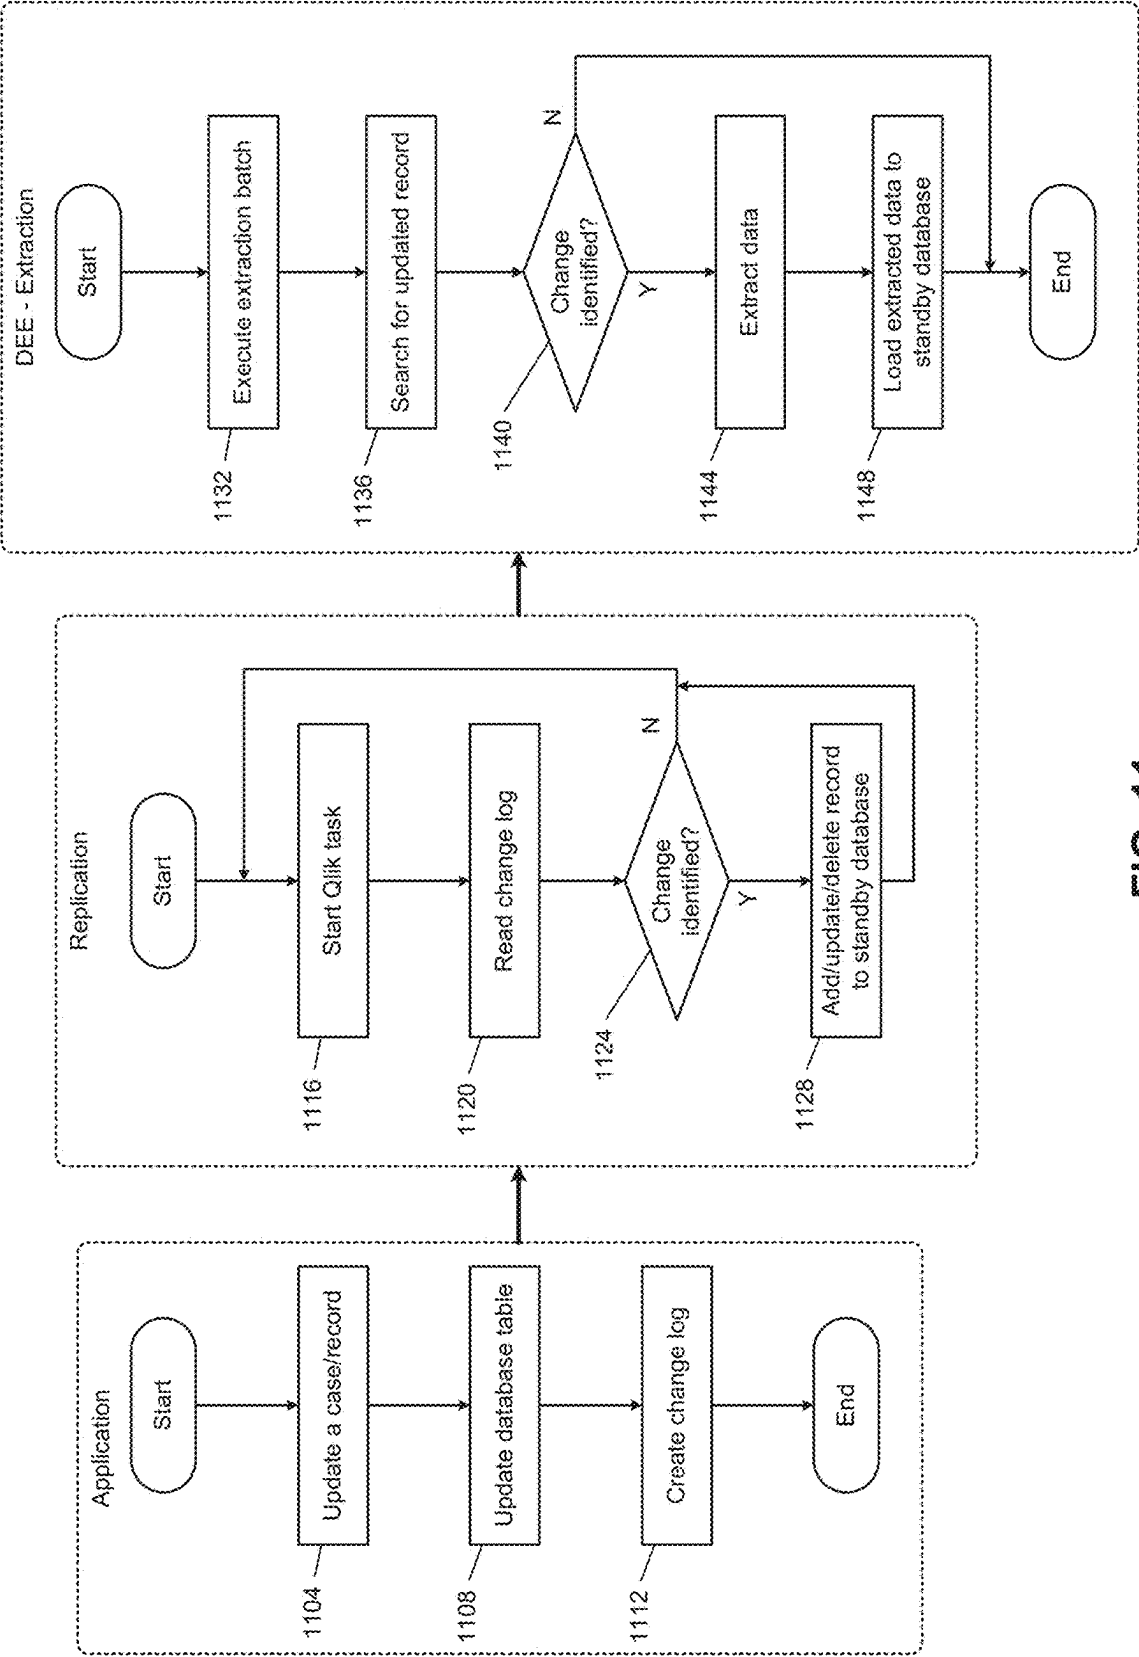 Application
Start
Update a case/record
1104
Update database table
1108
Create change log
1112
End
Replication
Start
Start Qlik task
1116
Read change log
1120
Change
identified?
1124
N
Y
Add/update/delete record
to standby database
1128
DEE - Extraction
Start
Execute extraction batch
1132
Search for updated record
1136
Change
identified?
1140
N
Y
Extract data
1144
Load extracted data to
standby database
1148
End